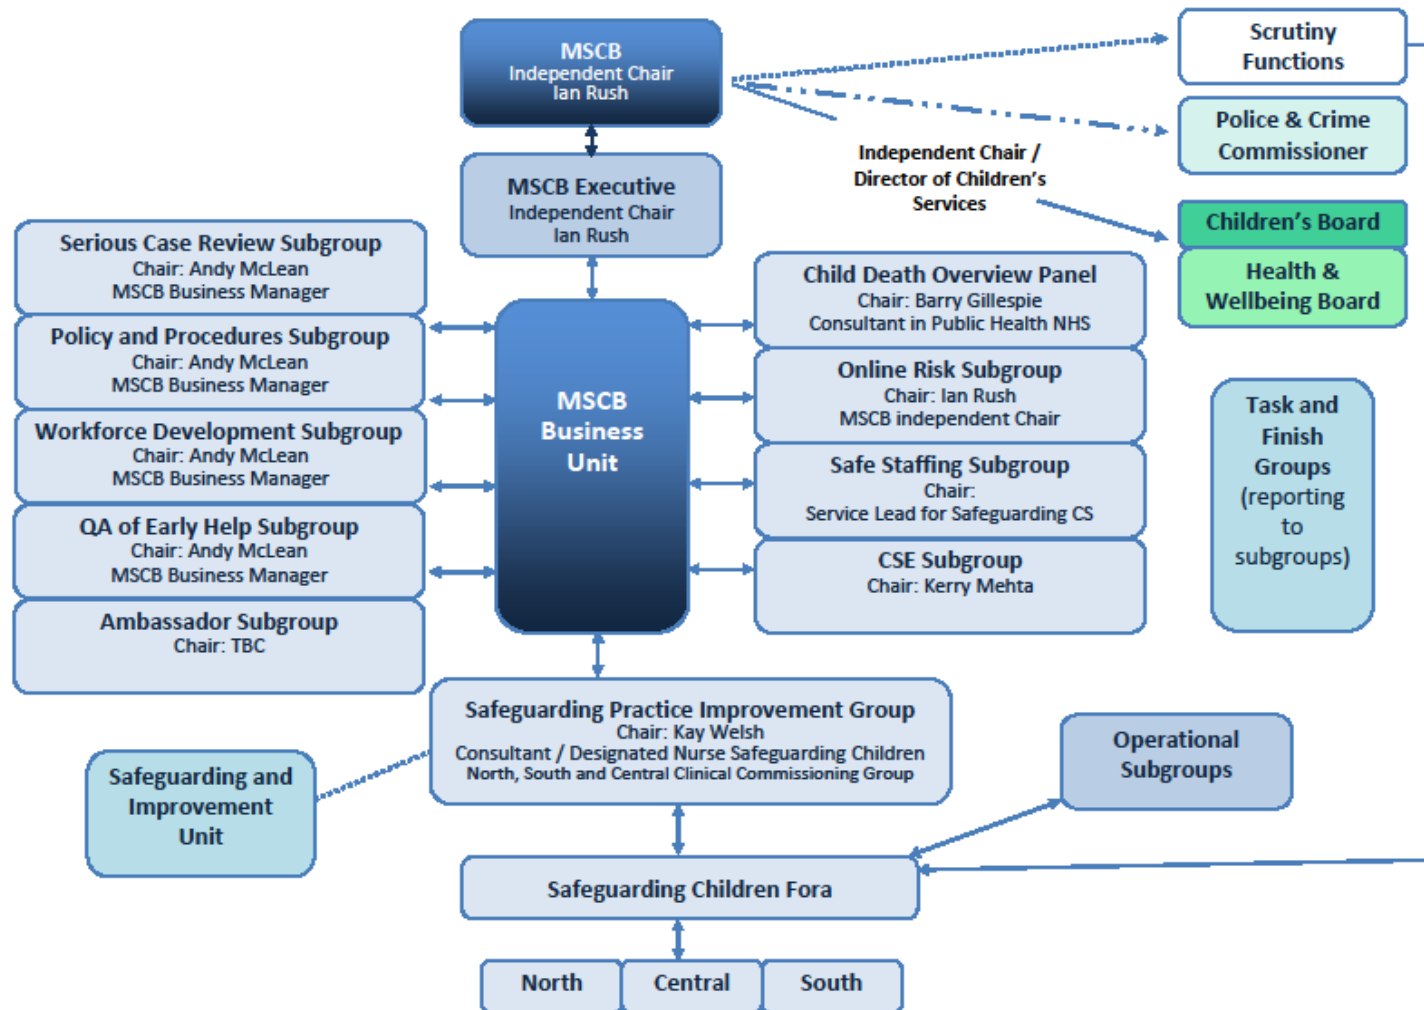 MSCB
Independent Chair
Ian Rush
MSCB Executive
Independent Chair
Ian Rush
Scrutiny
Functions
Police & Crime
Commissioner
Independent Chair /
Director of Children's
Services
Children's Board
Health &
Wellbeing Board
Serious Case Review Subgroup
Chair: Andy McLean
MSCB Business Manager
Policy and Procedures Subgroup
Chair: Andy McLean
MSCB Business Manager
Workforce Development Subgroup
Chair: Andy McLean
MSCB Business Manager
QA of Early Help Subgroup
Chair: Andy McLean
MSCB Business Manager
Ambassador Subgroup
Chair: TBC
MSCB
Business
Unit
Child Death Overview Panel
Chair: Barry Gillespie
Consultant in Public Health NHS
Online Risk Subgroup
Chair: Ian Rush
MSCB independent Chair
Safe Staffing Subgroup
Chair:
Service Lead for Safeguarding CS
CSE Subgroup
Chair: Kerry Mehta
Task and
Finish
Groups
(reporting
to
subgroups)
Safeguarding Practice Improvement Group
Chair: Kay Welsh
Consultant / Designated Nurse Safeguarding Children
North, South and Central Clinical Commissioning Group
Safeguarding and
Improvement
Unit
Operational
Subgroups
Safeguarding Children Fora
North
Central
South